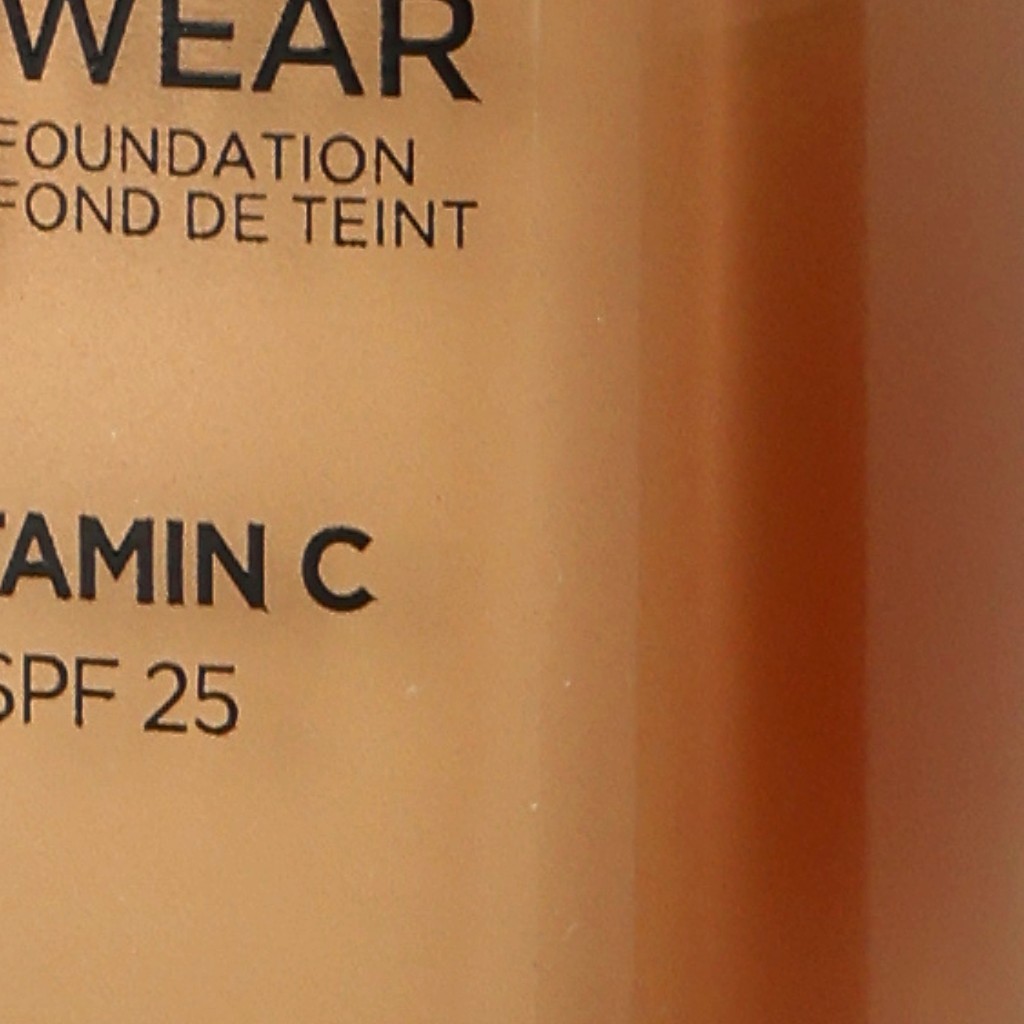 WEAR
FOUNDATION
FOND DE TEINT
TAMIN C
SPF 25